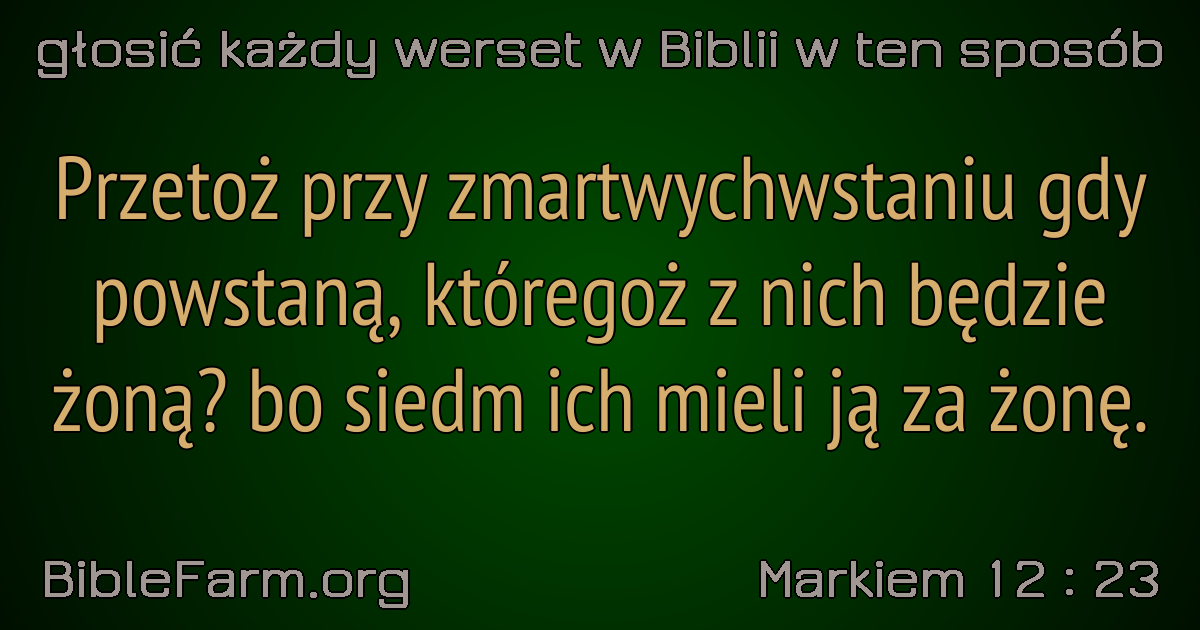 głosić każdy werset w Biblii w ten sposób
Przetoż przy zmartwychwstaniu gdy
powstaną, któregoż z nich będzie
żoną? bo siedm ich mieli ją za żonę.
BibleFarm.org
Markiem 12 : 23